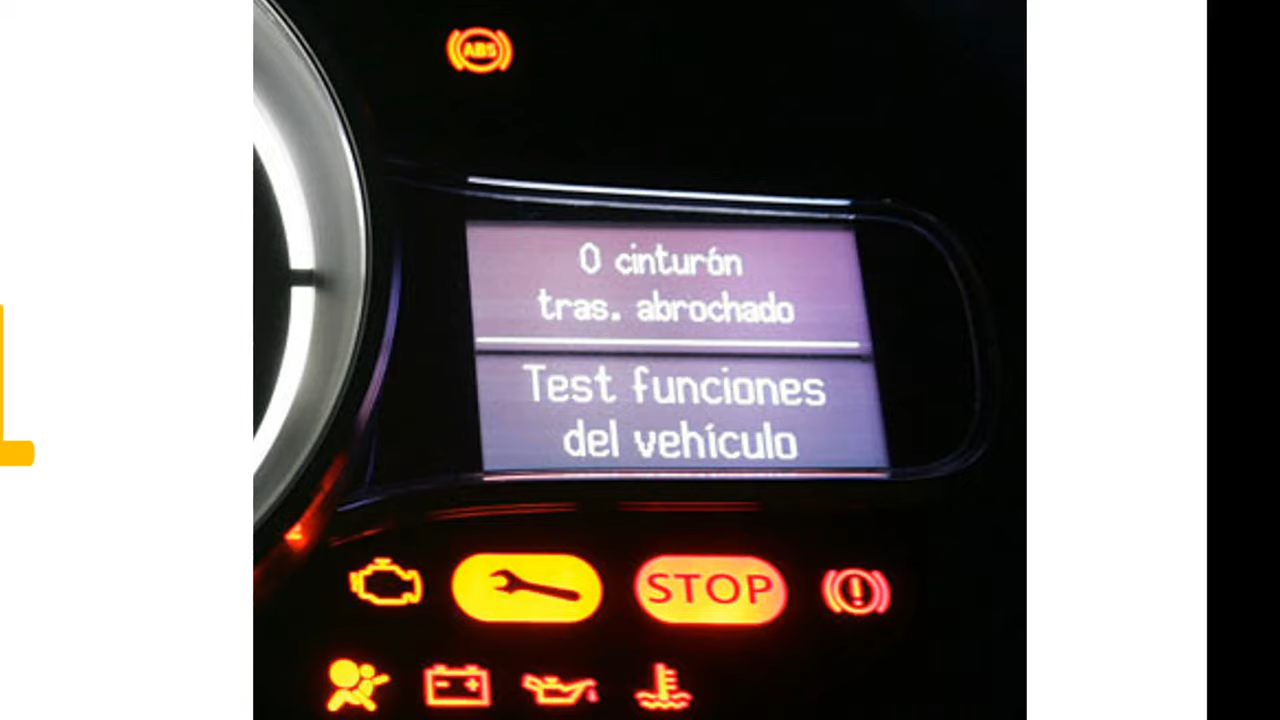 ABS
0 cinturón
tras. abrochado
Test funciones
del vehículo
STOP